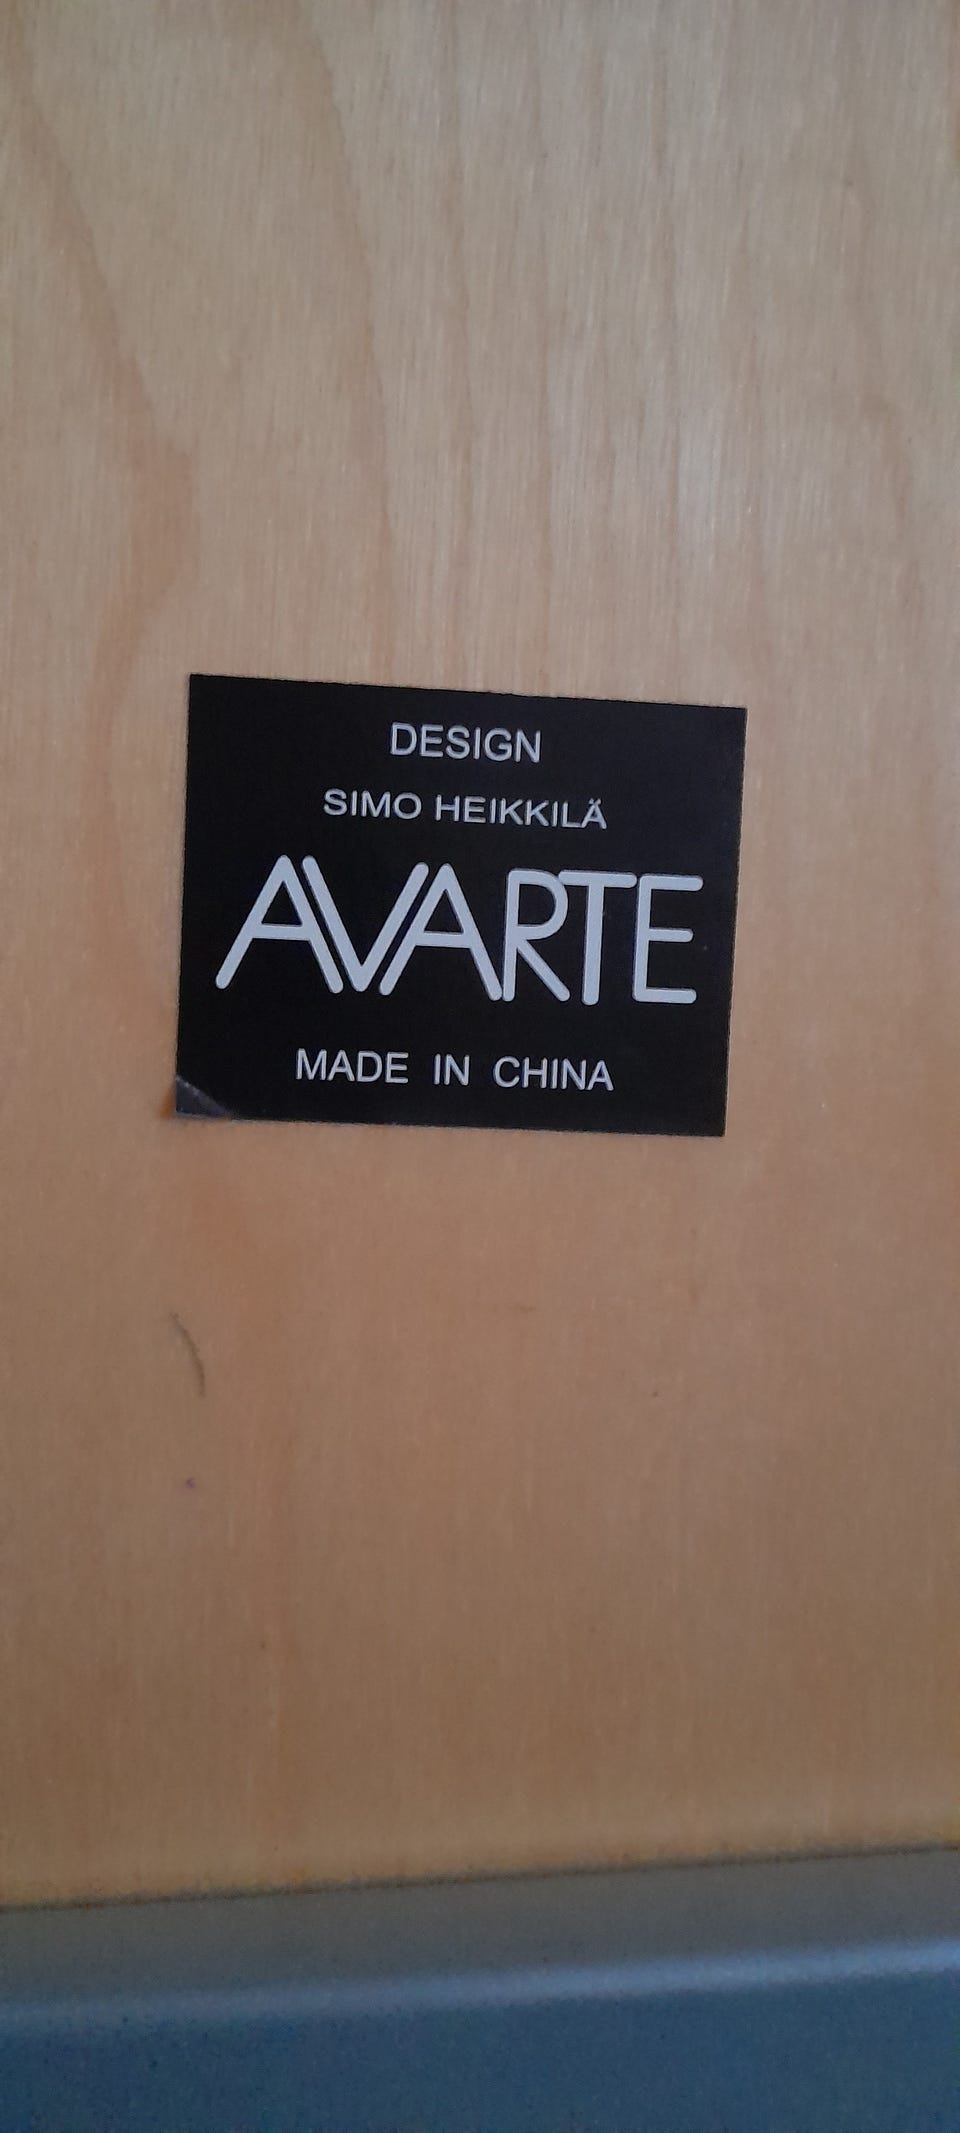 DESIGN
SIMO HEIKKILÄ
AVARTE
MADE IN CHINA